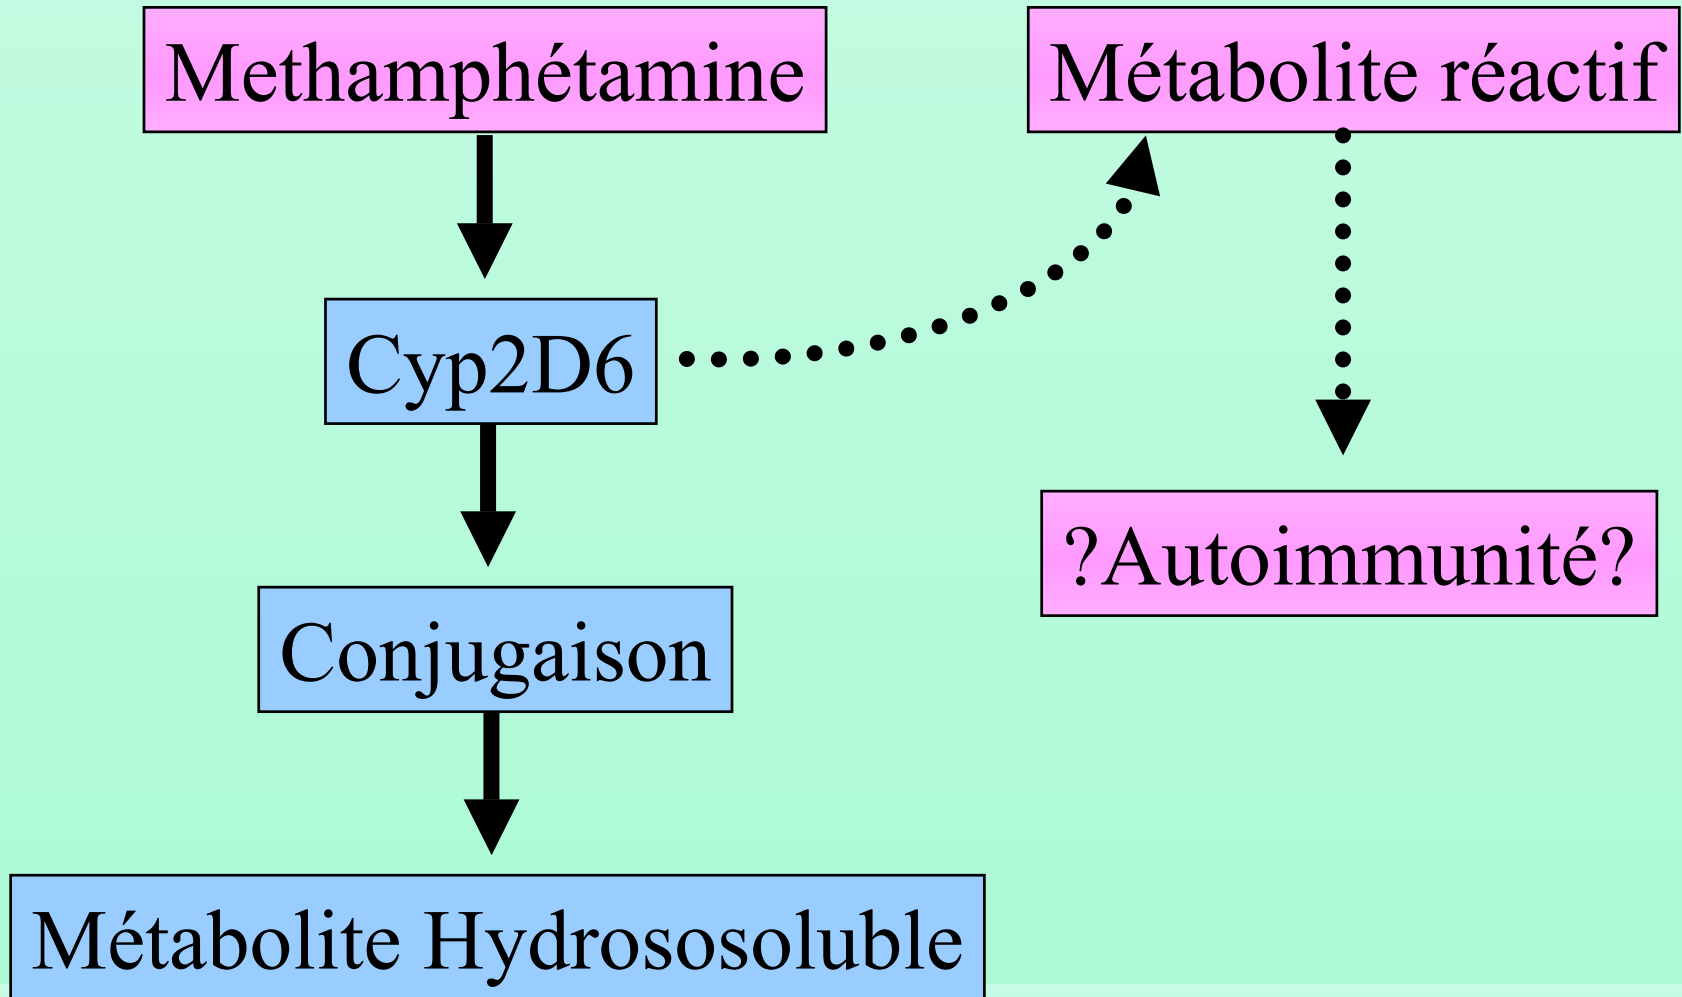 Methamphétamine
Métabolite réactif
Cyp2D6
?Autoimmunité?
Conjugaison
Métabolite Hydrososoluble